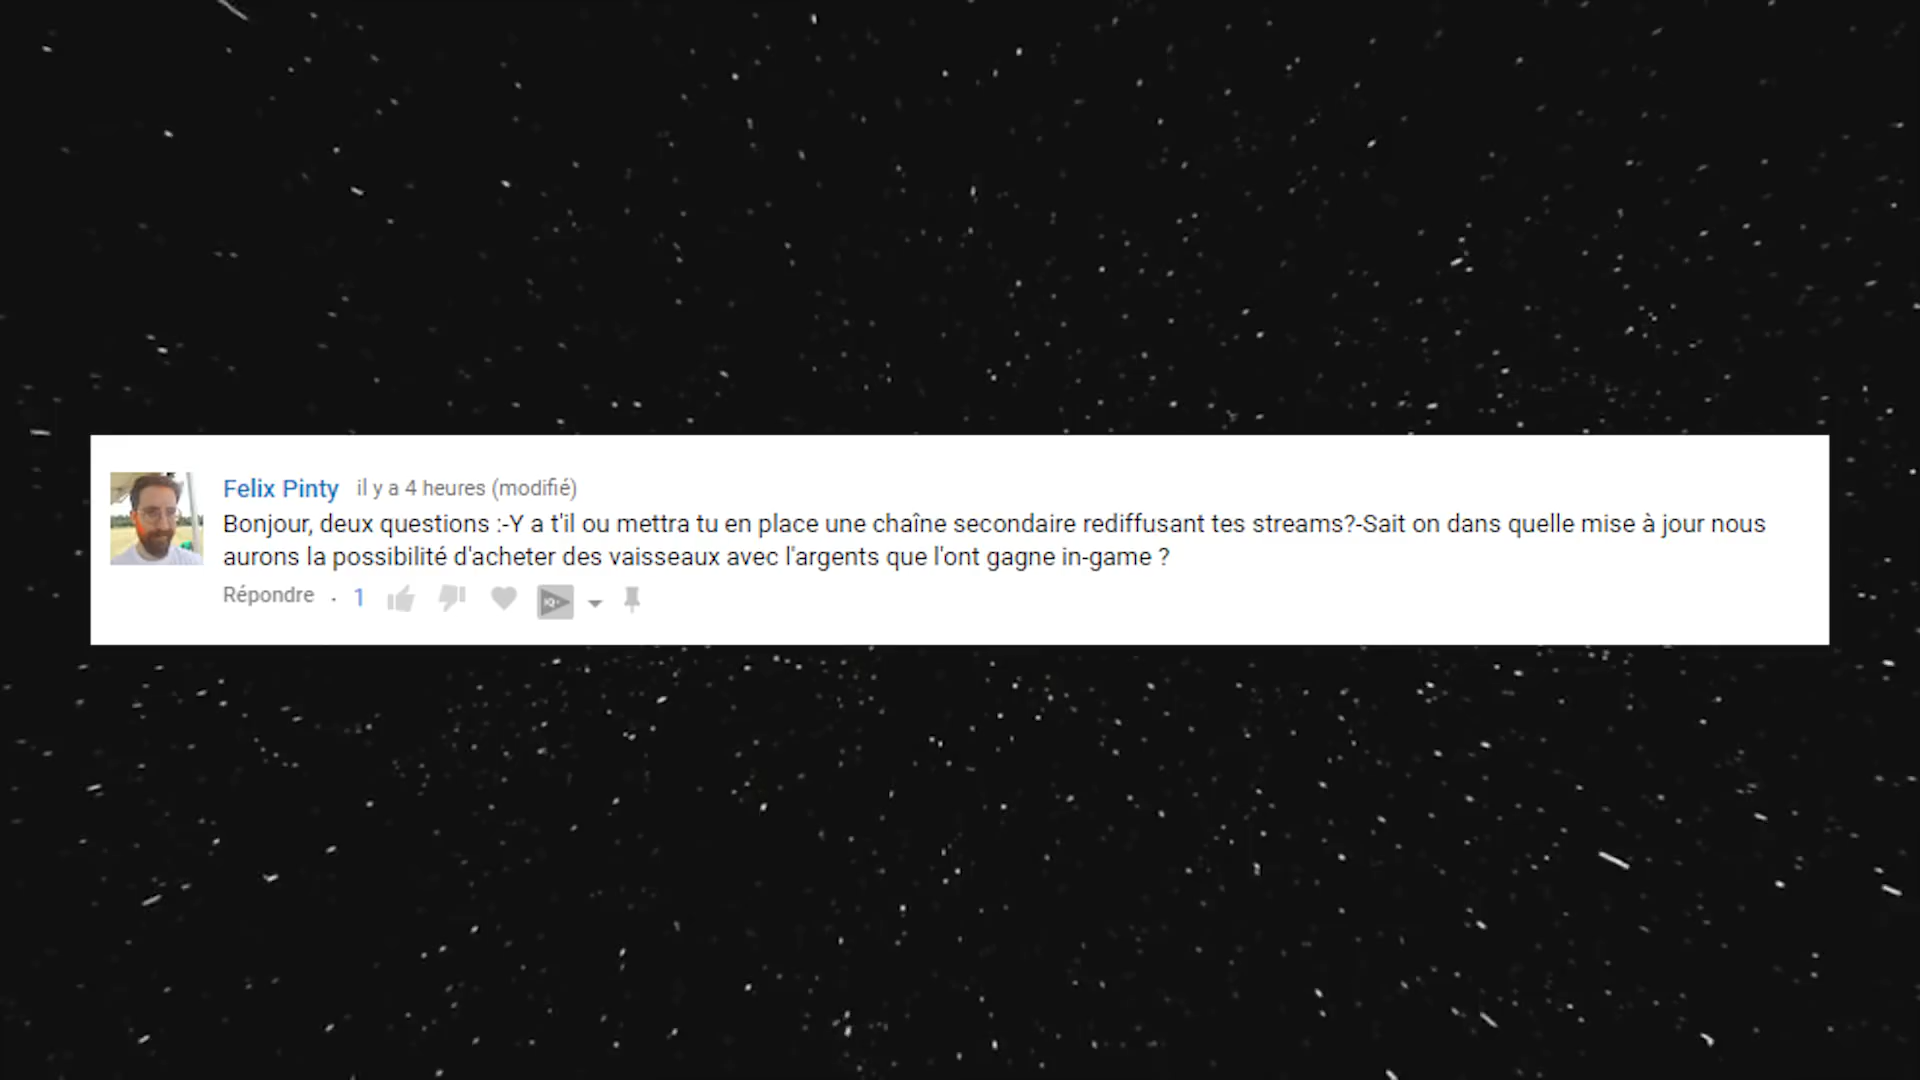 Felix Pinty il y a 4 heures (modifié)
Bonjour, deux questions :-Y a t'il ou mettra tu en place une chaîne secondaire rediffusant tes streams?-Sait on dans quelle mise à jour nous
aurons la possibilité d'acheter des vaisseaux avec l'argents que l'ont gagne in-game ?
Répondre . 1